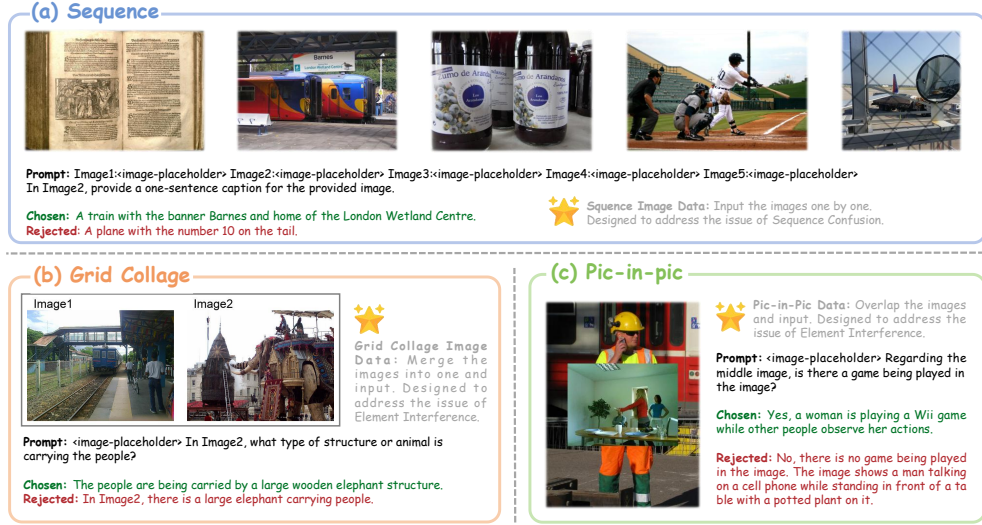 (a) Sequence
Barnes
London Wetland Centre
Zumo de Arandanos
Prompt: Image1:<image-placeholder> Image2:<image-placeholder> Image3:<image-placeholder> Image4:<image-placeholder> Image5:<image-placeholder>
In Image2, provide a one-sentence caption for the provided image.
Chosen: A train with the banner Barnes and home of the London Wetland Centre.
Rejected: A plane with the number 10 on the tail.
Squence Image Data: Input the images one by one.
Designed to address the issue of Sequence Confusion.
(b) Grid Collage
Image1
Image2
Grid Collage Image
Data: Merge the
images into one and
input. Designed to
address the issue of
Element Interference.
Prompt: <image-placeholder> In Image2, what type of structure or animal is
carrying the people?
Chosen: The people are being carried by a large wooden elephant structure.
Rejected: In Image2, there is a large elephant carrying people.
(c) Pic-in-pic
Pic-in-Pic Data: Overlap the images
and input. Designed to address the
issue of Element Interference.
Prompt: <image-placeholder> Regarding the
middle image, is there a game being played in
the image?
Chosen: Yes, a woman is playing a Wii game
while other people observe her actions.
Rejected: No, there is no game being played
in the image. The image shows a man talking
on a cell phone while standing in front of a ta
ble with a potted plant on it.